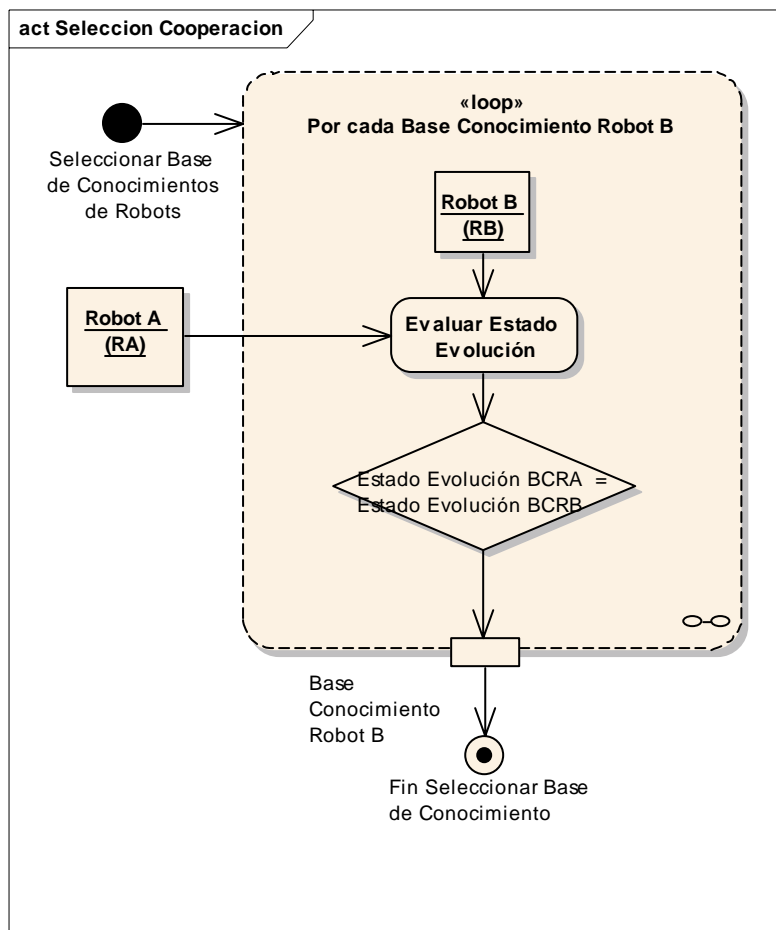 act Seleccion Cooperacion
«loop»
Por cada Base Conocimiento Robot B
Seleccionar Base
de Conocimientos
de Robots
Robot B
(RB)
Robot A
(RA)
Evaluar Estado
Evolución
Estado Evolución BCRA =
Estado Evolución BCRB
Base
Conocimiento
Robot B
Fin Seleccionar Base
de Conocimiento